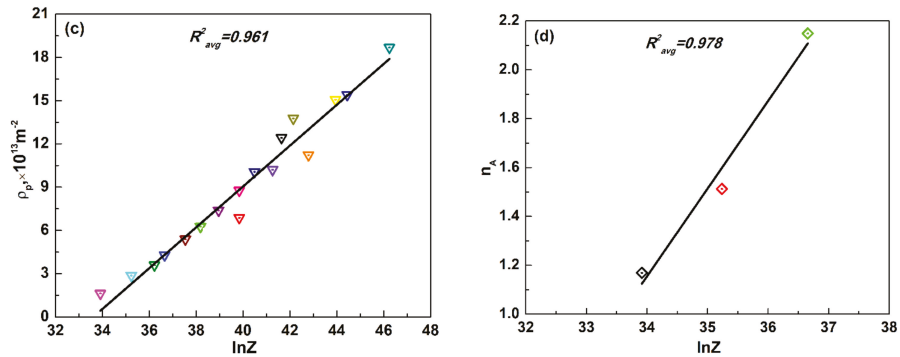 (c)
R²avg=0.961
ρp,×10¹³m⁻²
21
18
15
12
9
6
3
0
32 34 36 38 40 42 44 46 48
lnZ
(d)
R²avg=0.978
nA
2.2
2.0
1.8
1.6
1.4
1.2
1.0
32 33 34 35 36 37 38
lnZ